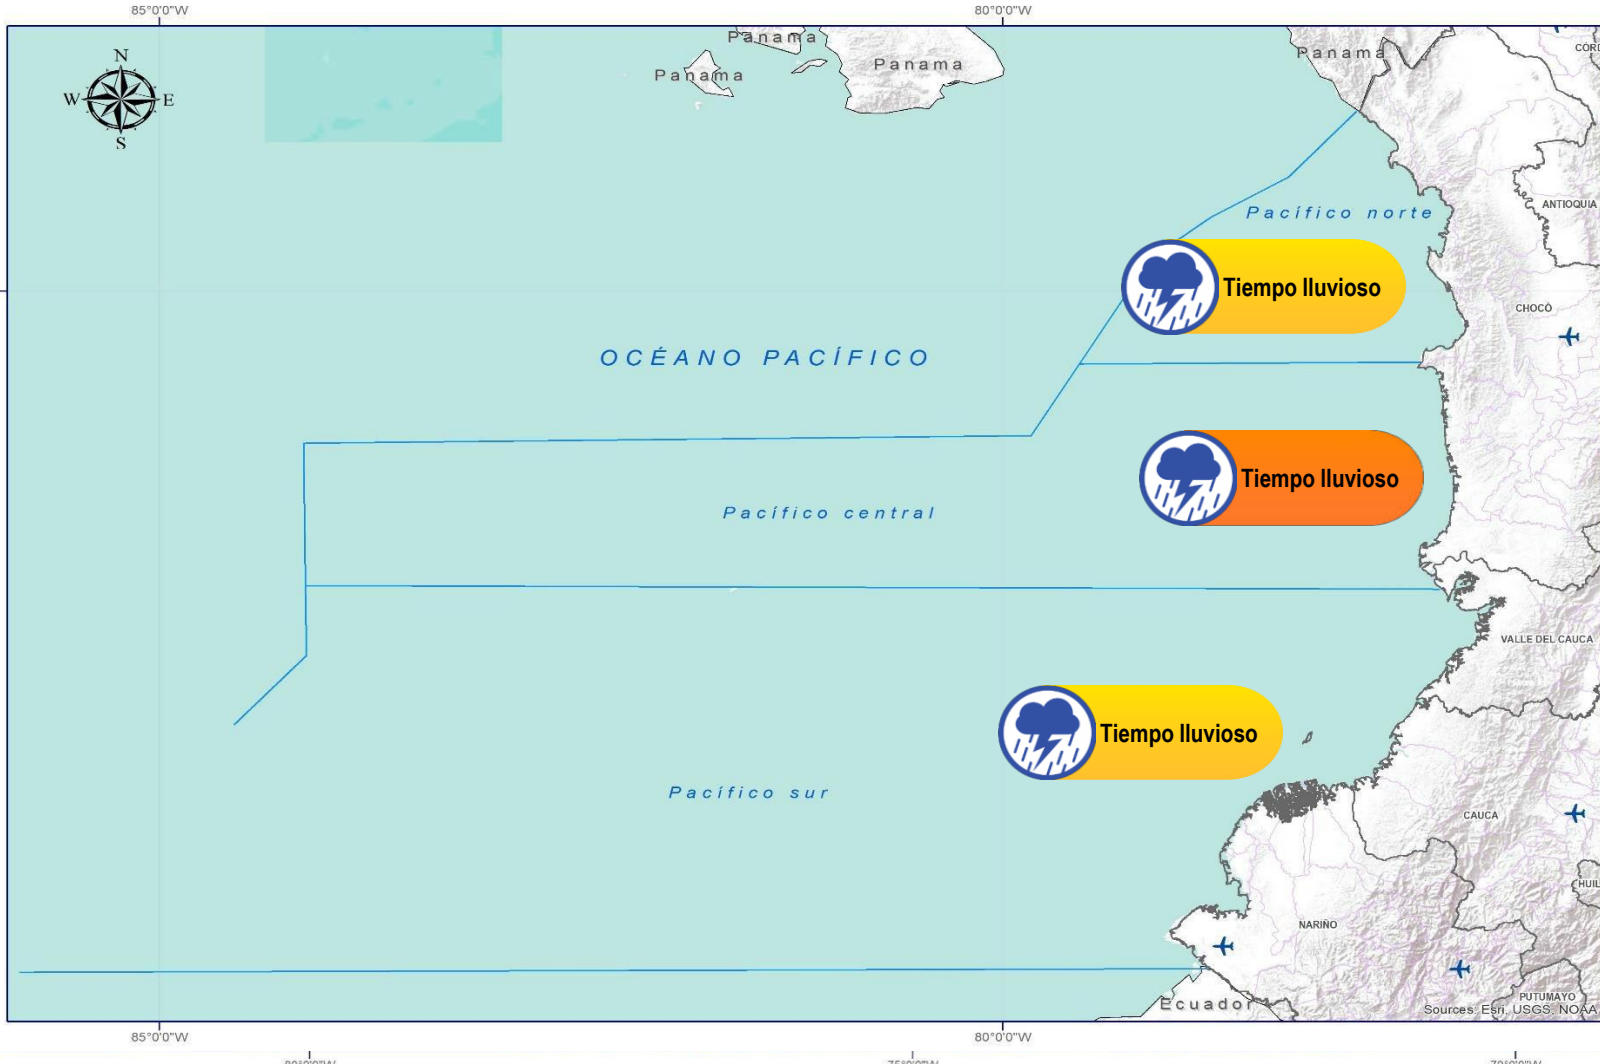 85°0'0"W
80°0'0"W
N
W
E
S
Panama
Panama
Panama
Panama
CÓRD
ANTIOQUIA
Pacífico norte
Tiempo lluvioso
CHOCÓ
OCÉANO PACÍFICO
Tiempo lluvioso
Pacífico central
VALLE DEL CAUCA
Tiempo lluvioso
Pacífico sur
CAUCA
HUIL
NARIÑO
PUTUMAYO
Ecuador
Sources: Esri, USGS, NOAA
85°0'0"W
80°0'0"W